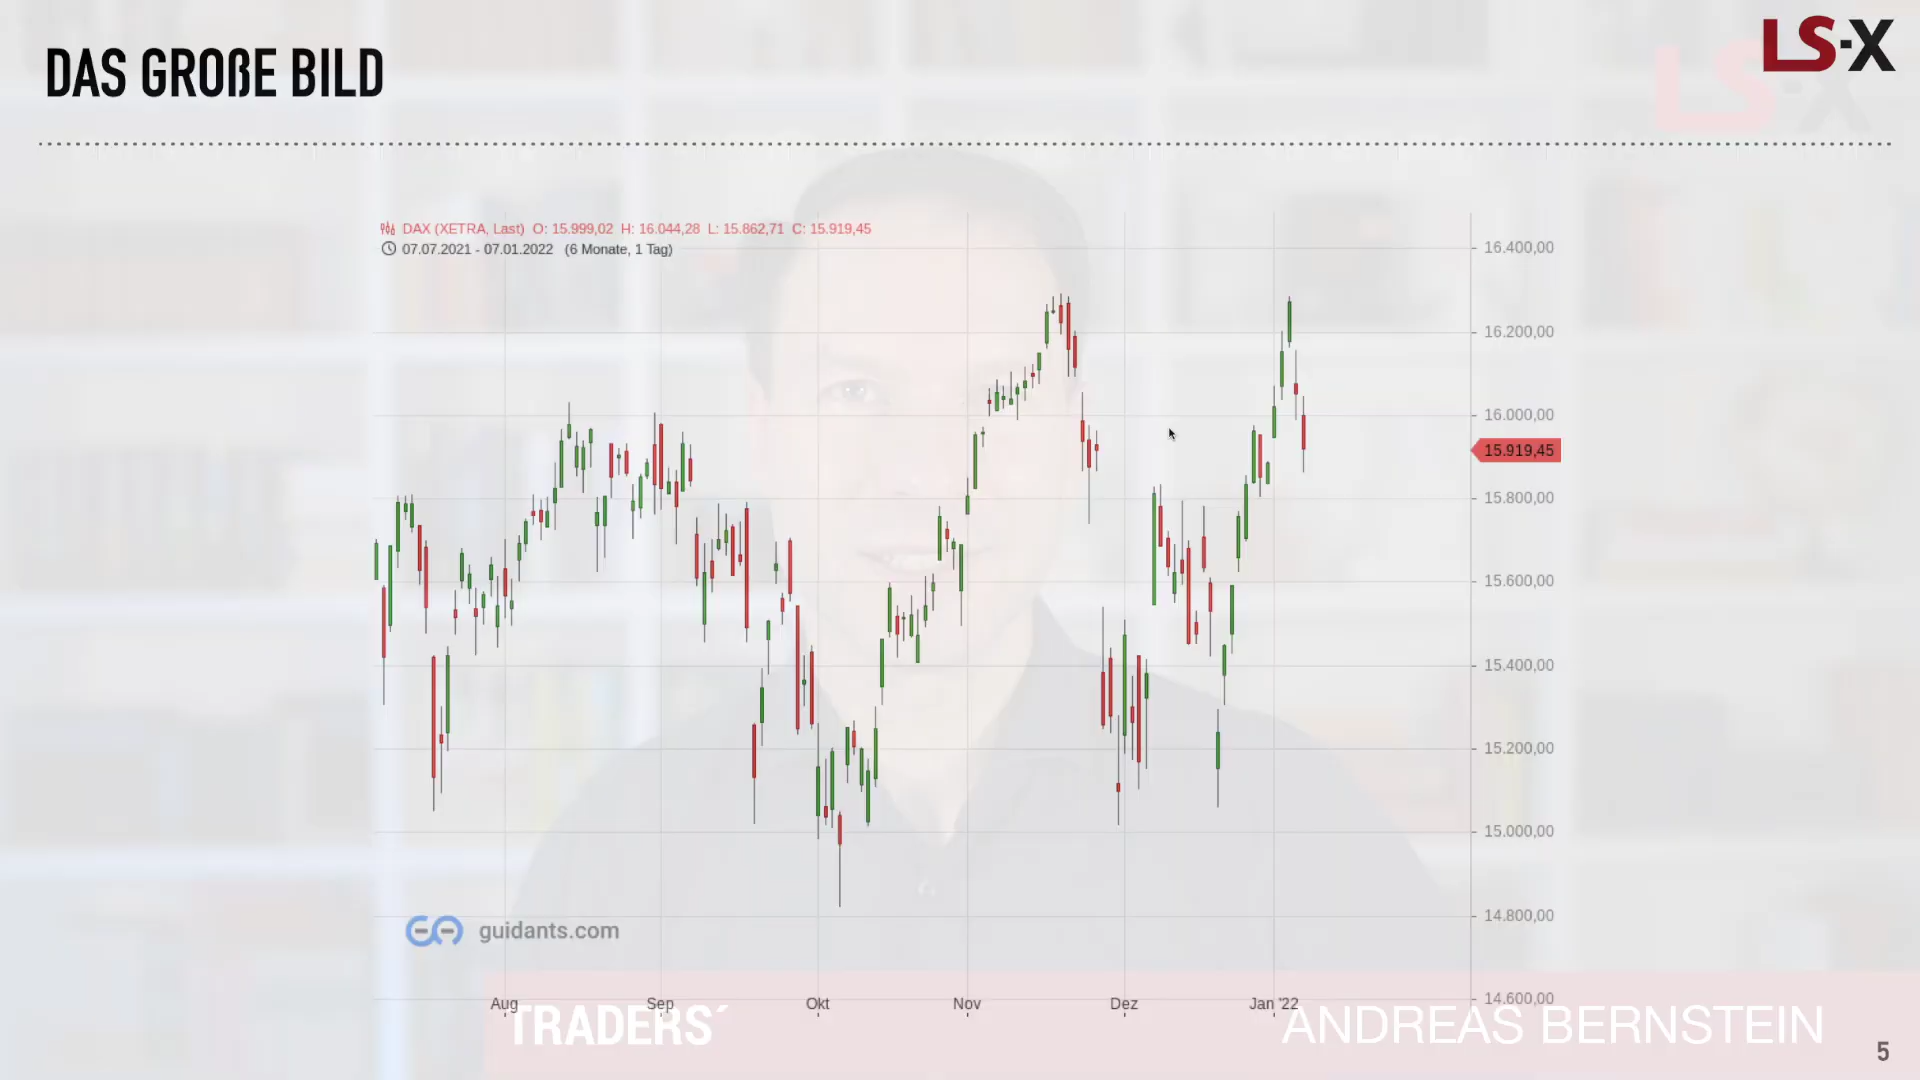 DAS GROßE BILD
LS-X
LS-X
DAX (XETRA, Last) O: 15.999,02 H: 16.044,28 L: 15.862,71 C: 15.919,45
07.07.2021 - 07.01.2022 (6 Monate, 1 Tag)
16.400,00
16.200,00
16.000,00
15.919,45
15.800,00
15.600,00
15.400,00
15.200,00
15.000,00
14.800,00
14.600,00
guidants.com
Aug Sep Okt Nov Dez Jan '22
TRADERS´ ANDREAS BERNSTEIN
5